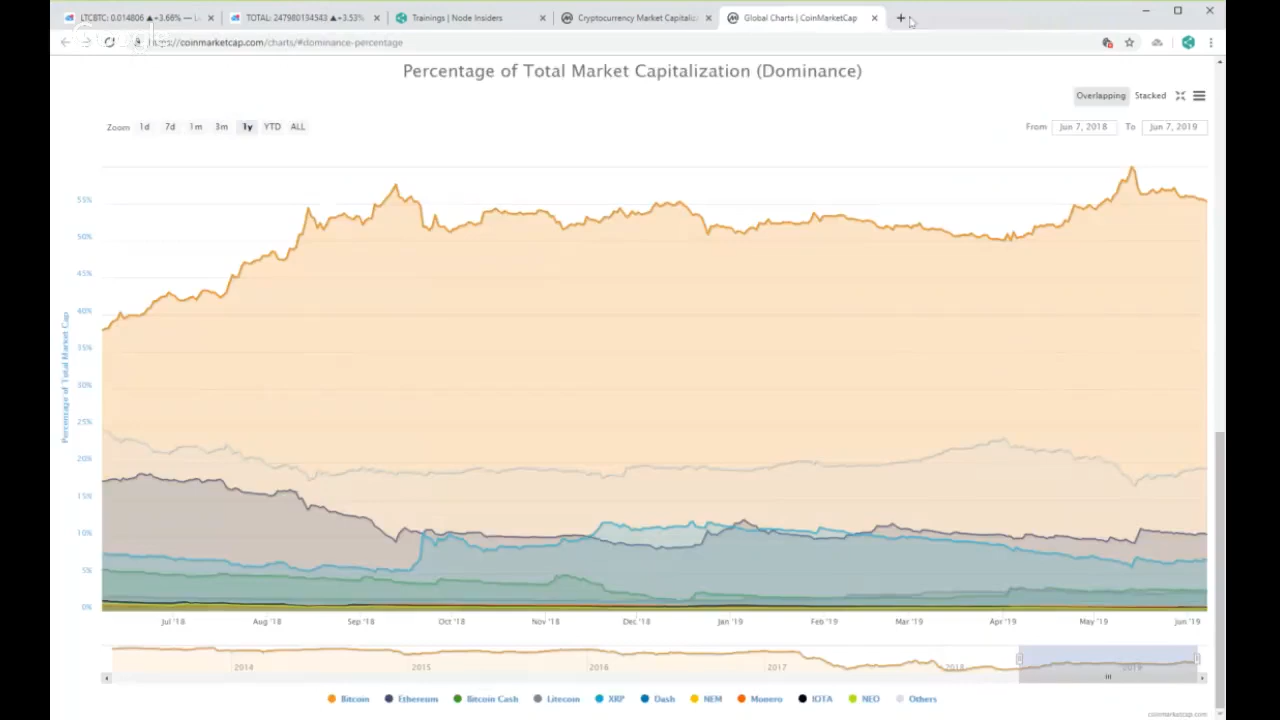 LTCBTC: 0.014806 ▲+3.66% — L
TOTAL: 247980194543 ▲+3.53%
Trainings | Node Insiders
Cryptocurrency Market Capitaliz
Global Charts | CoinMarketCap
coinmarketcap.com/charts/#dominance-percentage
Percentage of Total Market Capitalization (Dominance)
Overlapping Stacked
Zoom 1d 7d 1m 3m 1y YTD ALL
From Jun 7, 2018 To Jun 7, 2019
55%
50%
45%
40%
35%
30%
25%
20%
15%
10%
5%
0%
Percentage of Total Market Cap
Jul '18 Aug '18 Sep '18 Oct '18 Nov '18 Dec '18 Jan '19 Feb '19 Mar '19 Apr '19 May '19 Jun '19
2014 2015 2016 2017 2018 2019
Bitcoin Ethereum Bitcoin Cash Litecoin XRP Dash NEM Monero IOTA NEO Others
coinmarketcap.com